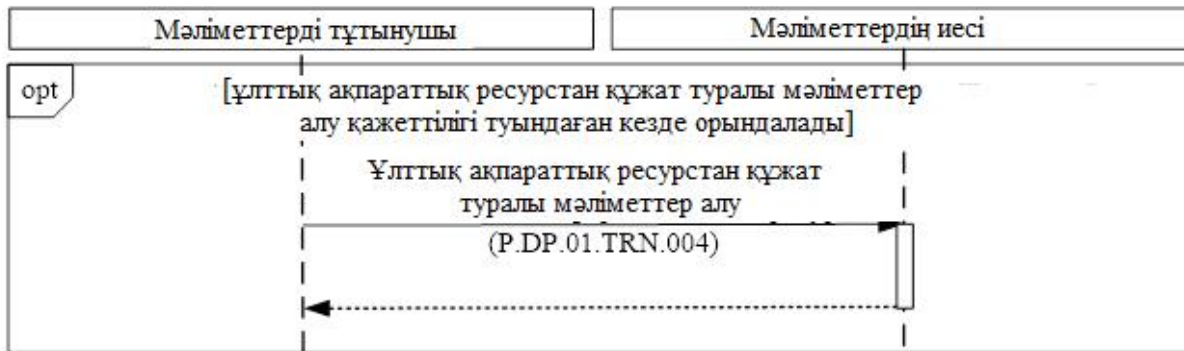 Мәліметтерді тұтынушы
Мәліметтердің иесі
opt
[ұлттық ақпараттық ресурстан құжат туралы мәліметтер
алу қажеттілігі туындаған кезде орындалады]
Ұлттық ақпараттық ресурстан құжат
туралы мәліметтер алу
(P.DP.01.TRN.004)